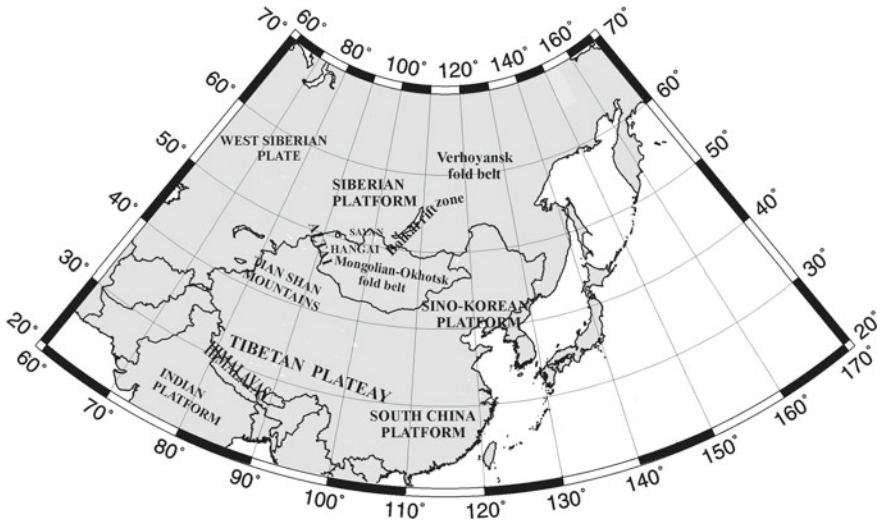 60° 80° 100° 120° 140° 160°
70° 70°
60° 60°
50° 50°
40° 40°
30° 30°
20° 20°
60° 170°
70° 160°
80° 150°
90° 140°
100° 110° 120° 130°
WEST SIBERIAN
PLATE
Verhoyansk
fold belt
SIBERIAN
PLATFORM
Baikal rift zone
ALTAI
SAYAN
HANGAI
Mongolian-Okhotsk
fold belt
TIAN SHAN
MOUNTAINS
SINO-KOREAN
PLATFORM
TIBETAN PLATEAY
HIMALAYAS
INDIAN
PLATFORM
SOUTH CHINA
PLATFORM